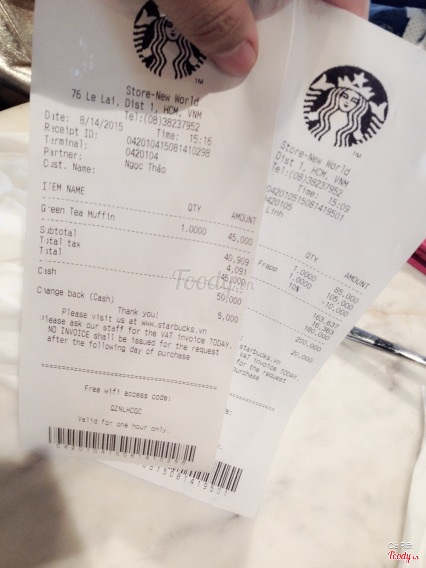 Store-New World
76 Le Lai, Dist 1, HCM, VNM
Tel:(08)38237952
Date: 8/14/2015 Time: 15:16
Receipt ID: 042010415081410298
Terminal: 0420104
Partner: Ngọc Thảo
Cust. Name:
ITEM NAME QTY AMOUNT
Green Tea Muffin 1.0000 45,000
Subtotal 40,909
Total tax 4,091
Total 45,000
Cash 50,000
Change back (Cash) 5,000
Thank you!
Please visit us at www.starbucks.vn
Please ask our staff for the VAT invoice TODAY.
NO INVOICE shall be issued for the request
after the following day of purchase
Free wifi access code:
QZNLHCQC
Valid for one hour only.
TM
Store-New World
Dist 1, HCM, VNM
Tel:(08)38237952
Time: 15:09
Linh
QTY AMOUNT
1.0000 85,000
Frapp 1.0000 105,000
10% -10,000
163,637
16,363
180,000
200,000
20,000
starbucks.vn
VAT invoice TODAY.
for the request
purchase
TM
Foody.vn
Foody.vn